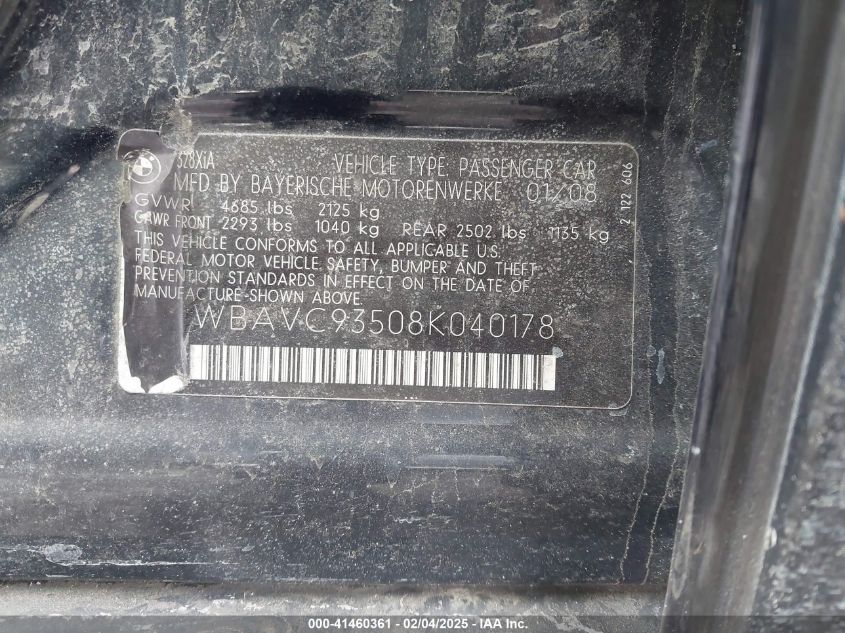 328XiA VEHICLE TYPE: PASSENGER CAR
MFD BY BAYERISCHE MOTORENWERKE 01/08
GVWR 4685 lbs 2125 kg
GAWR FRONT 2293 lbs 1040 kg REAR 2502 lbs 1135 kg
THIS VEHICLE CONFORMS TO ALL APPLICABLE U.S.
FEDERAL MOTOR VEHICLE SAFETY, BUMPER AND THEFT
PREVENTION STANDARDS IN EFFECT ON THE DATE OF
MANUFACTURE SHOWN ABOVE.
WBAVC93508K040178
2 122 606
000-41460361 - 02/04/2025 - IAA Inc.